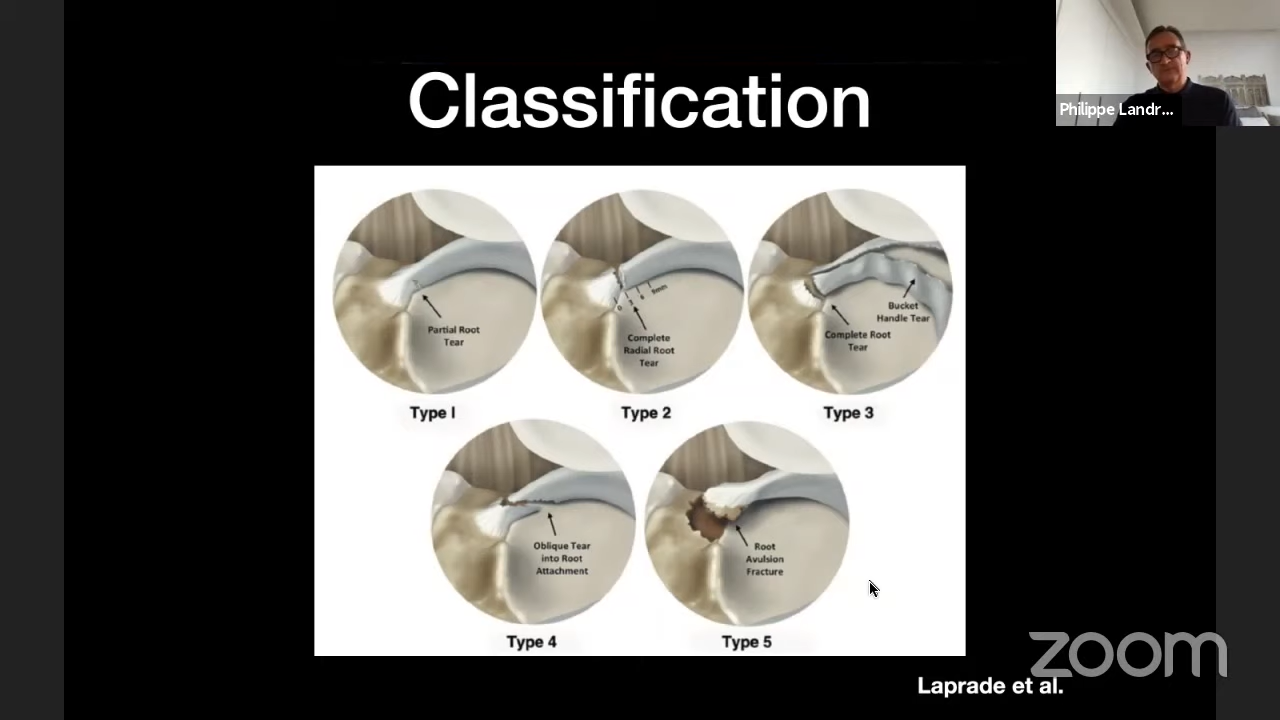 Classification
Philippe Landr...
Partial Root
Tear
0 3 6 9mm
Complete
Radial Root
Tear
Bucket
Handle Tear
Complete Root
Tear
Type I
Type 2
Type 3
Oblique Tear
into Root
Attachment
Root
Avulsion
Fracture
Type 4
Type 5
zoom
Laprade et al.